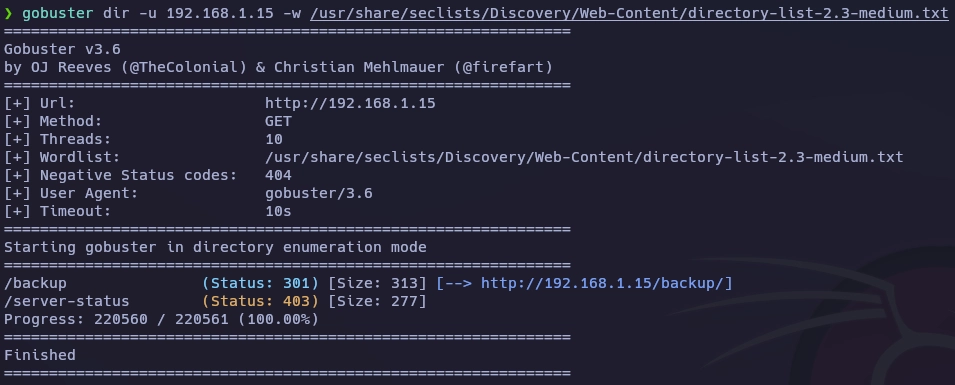 ❯ gobuster dir -u 192.168.1.15 -w /usr/share/seclists/Discovery/Web-Content/directory-list-2.3-medium.txt
===============================================================
Gobuster v3.6
by OJ Reeves (@TheColonial) & Christian Mehlmauer (@firefart)
===============================================================
[+] Url:                     http://192.168.1.15
[+] Method:                  GET
[+] Threads:                 10
[+] Wordlist:                /usr/share/seclists/Discovery/Web-Content/directory-list-2.3-medium.txt
[+] Negative Status codes:   404
[+] User Agent:              gobuster/3.6
[+] Timeout:                 10s
===============================================================
Starting gobuster in directory enumeration mode
===============================================================
/backup               (Status: 301) [Size: 313] [--> http://192.168.1.15/backup/]
/server-status        (Status: 403) [Size: 277]
Progress: 220560 / 220561 (100.00%)
===============================================================
Finished
===============================================================